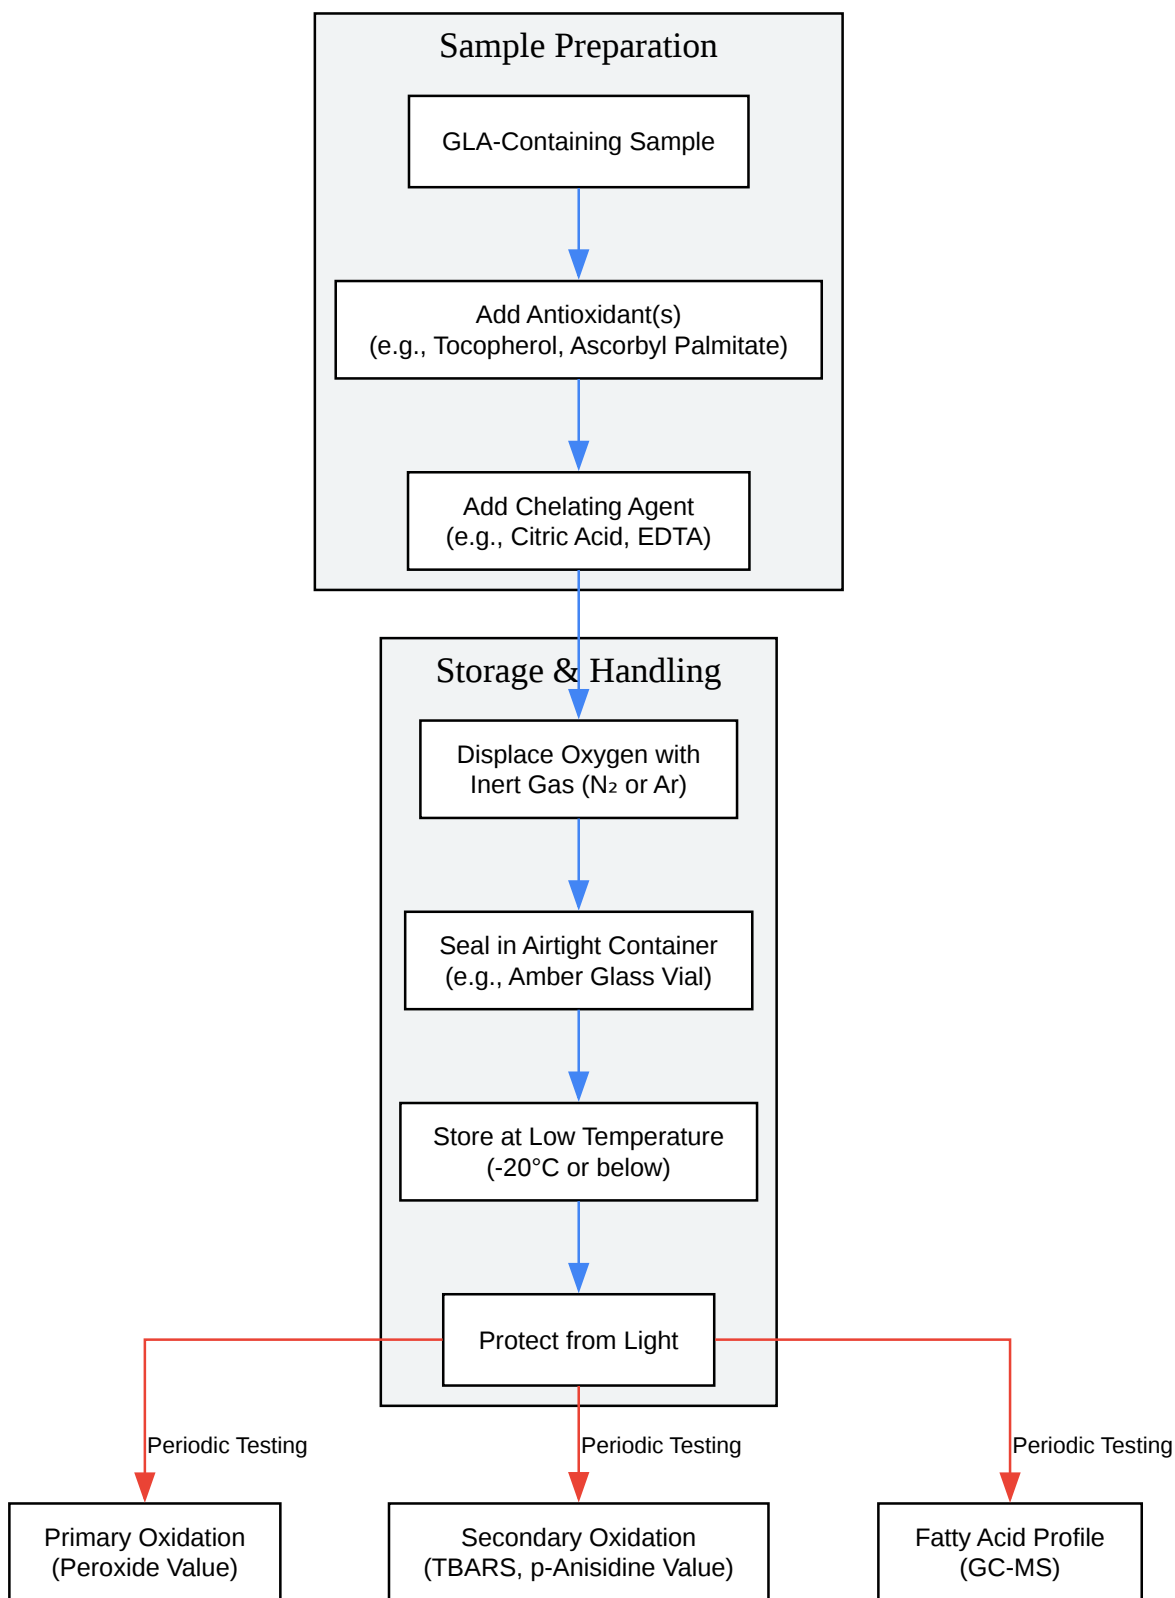 Sample Preparation
GLA-Containing Sample
Add Antioxidant(s)
(e.g., Tocopherol, Ascorbyl Palmitate)
Add Chelating Agent
(e.g., Citric Acid, EDTA)
Storage & Handling
Displace Oxygen with
Inert Gas (N₂ or Ar)
Seal in Airtight Container
(e.g., Amber Glass Vial)
Store at Low Temperature
(-20°C or below)
Protect from Light
Periodic Testing
Periodic Testing
Periodic Testing
Primary Oxidation
(Peroxide Value)
Secondary Oxidation
(TBARS, p-Anisidine Value)
Fatty Acid Profile
(GC-MS)